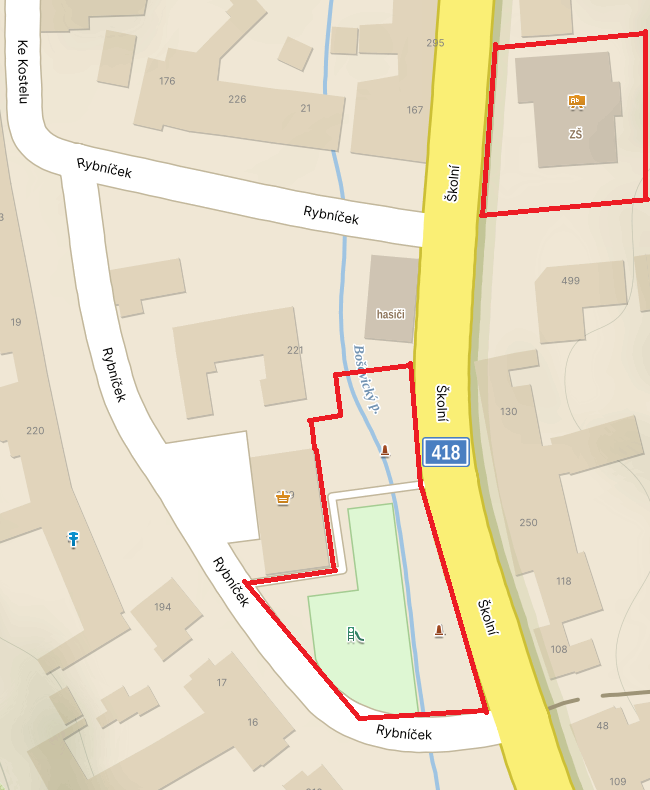 295
Ke Kostelu
176
226
21
167
ZŠ
Rybníček
Školní
Rybníček
499
hasiči
19
221
Bošovický p.
Rybníček
Školní
130
220
418
250
Rybníček
118
194
Školní
108
17
16
48
Rybníček
109